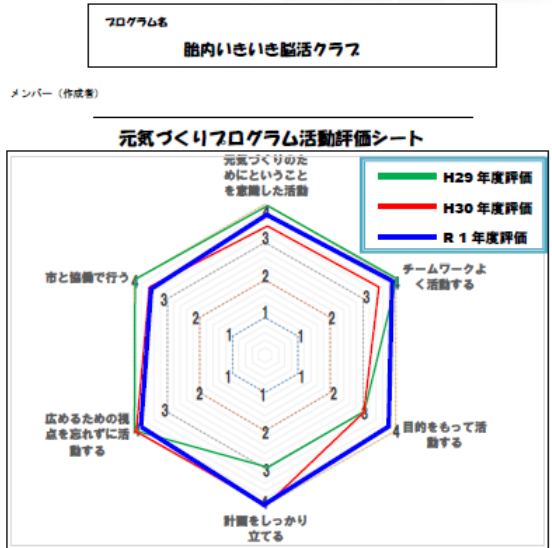 プログラム名
胎内いきいき脳活クラブ
メンバー（作成者）
元気づくりプログラム活動評価シート
元気づくりのた
めにということ
を意識した活動
H29 年度評価
H30 年度評価
R 1 年度評価
チームワークよ
く活動する
目的をもって活
動する
計画をしっかり
立てる
広めるための視
点を忘れずに活
動する
市と協働で行う
4
3
2
1
4
3
2
1
4
3
2
1
4
3
2
1
4
3
2
1
4
3
2
1